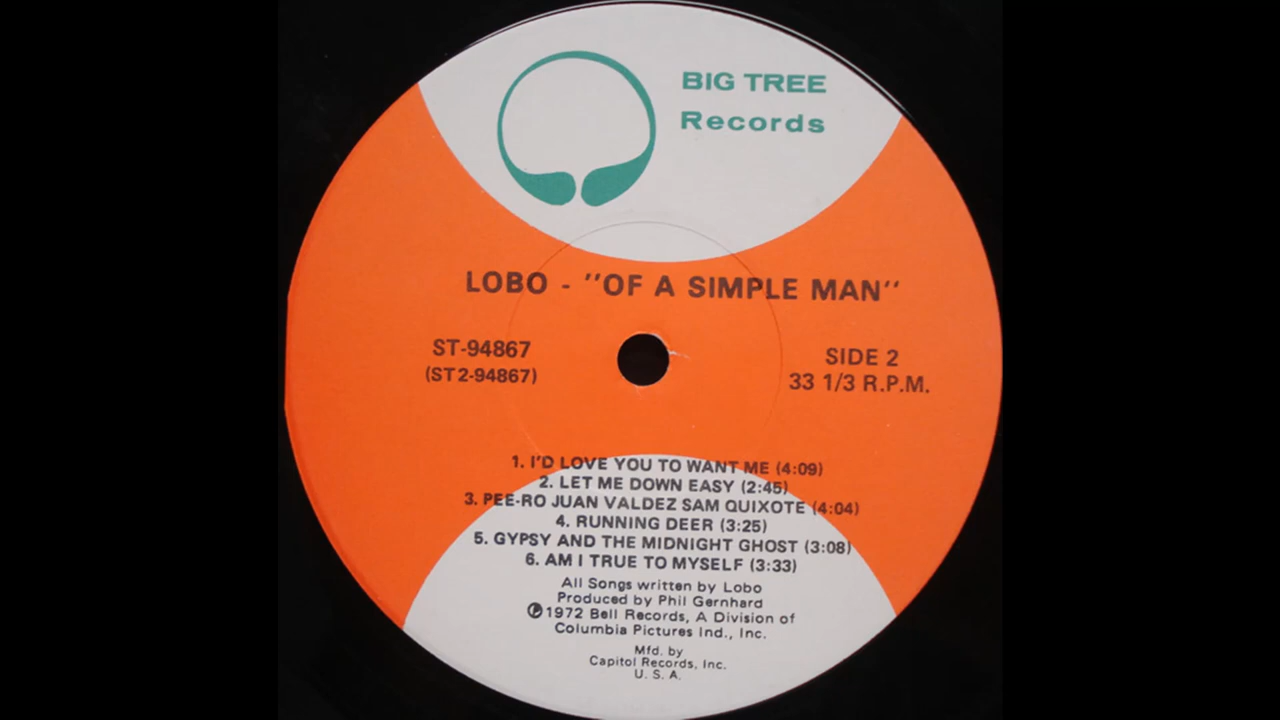 BIG TREE
Records
LOBO - "OF A SIMPLE MAN"
ST-94867
(ST2-94867)
SIDE 2
33 1/3 R.P.M.
1. I'D LOVE YOU TO WANT ME (4:09)
2. LET ME DOWN EASY (2:45)
3. PEE-RO JUAN VALDEZ SAM QUIXOTE (4:04)
4. RUNNING DEER (3:25)
5. GYPSY AND THE MIDNIGHT GHOST (3:08)
6. AM I TRUE TO MYSELF (3:33)
All Songs written by Lobo
Produced by Phil Gernhard
℗ 1972 Bell Records, A Division of
Columbia Pictures Ind., Inc.
Mfd. by
Capitol Records, Inc.
U. S. A.